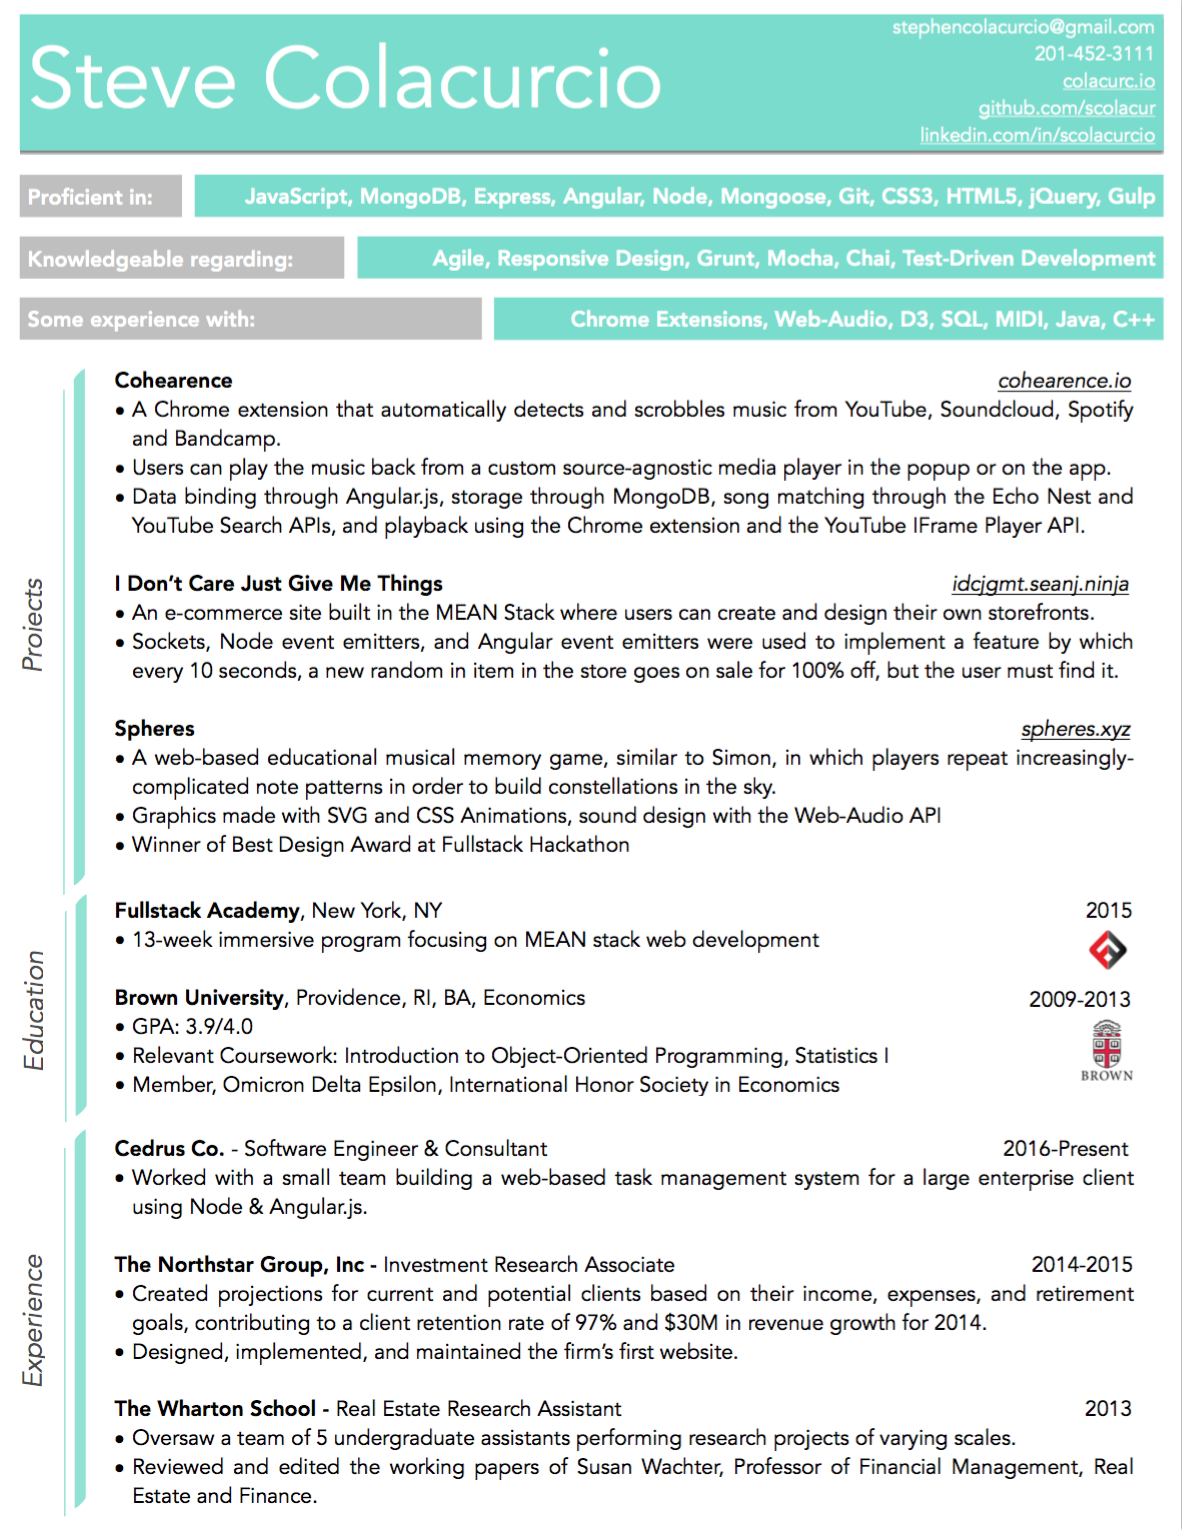 Steve Colacurcio
stephencolacurcio@gmail.com
201-452-3111
colacurc.io
github.com/scolacur
linkedin.com/in/scolacurcio
Proficient in: JavaScript, MongoDB, Express, Angular, Node, Mongoose, Git, CSS3, HTML5, jQuery, Gulp
Knowledgeable regarding: Agile, Responsive Design, Grunt, Mocha, Chai, Test-Driven Development
Some experience with: Chrome Extensions, Web-Audio, D3, SQL, MIDI, Java, C++
Projects
Cohearence cohearence.io
• A Chrome extension that automatically detects and scrobbles music from YouTube, Soundcloud, Spotify
and Bandcamp.
• Users can play the music back from a custom source-agnostic media player in the popup or on the app.
• Data binding through Angular.js, storage through MongoDB, song matching through the Echo Nest and
YouTube Search APIs, and playback using the Chrome extension and the YouTube IFrame Player API.
I Don't Care Just Give Me Things idcjgmt.seanj.ninja
• An e-commerce site built in the MEAN Stack where users can create and design their own storefronts.
• Sockets, Node event emitters, and Angular event emitters were used to implement a feature by which
every 10 seconds, a new random in item in the store goes on sale for 100% off, but the user must find it.
Spheres spheres.xyz
• A web-based educational musical memory game, similar to Simon, in which players repeat increasingly-
complicated note patterns in order to build constellations in the sky.
• Graphics made with SVG and CSS Animations, sound design with the Web-Audio API
• Winner of Best Design Award at Fullstack Hackathon
Education
Fullstack Academy, New York, NY 2015
• 13-week immersive program focusing on MEAN stack web development
Brown University, Providence, RI, BA, Economics 2009-2013
• GPA: 3.9/4.0
• Relevant Coursework: Introduction to Object-Oriented Programming, Statistics I
• Member, Omicron Delta Epsilon, International Honor Society in Economics
BROWN
Experience
Cedrus Co. - Software Engineer & Consultant 2016-Present
• Worked with a small team building a web-based task management system for a large enterprise client
using Node & Angular.js.
The Northstar Group, Inc - Investment Research Associate 2014-2015
• Created projections for current and potential clients based on their income, expenses, and retirement
goals, contributing to a client retention rate of 97% and $30M in revenue growth for 2014.
• Designed, implemented, and maintained the firm's first website.
The Wharton School - Real Estate Research Assistant 2013
• Oversaw a team of 5 undergraduate assistants performing research projects of varying scales.
• Reviewed and edited the working papers of Susan Wachter, Professor of Financial Management, Real
Estate and Finance.